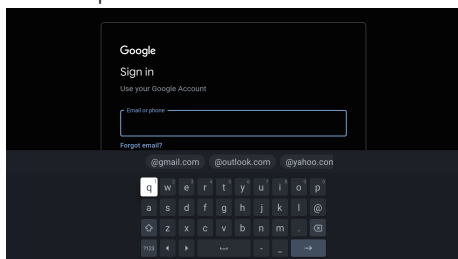 Google
Sign in
Use your Google Account
Email or phone
Forgot email?
@gmail.com @outlook.com @yahoo.con
q w e r t y u i o p
a s d f g h j k l @
z x c v b n m .
?123 - _